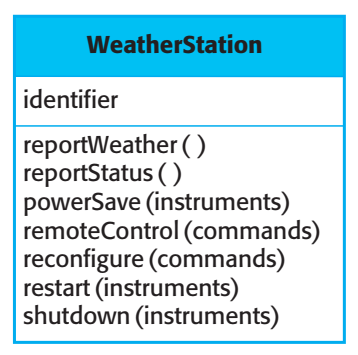 WeatherStation
identifier
reportWeather ( )
reportStatus ( )
powerSave (instruments)
remoteControl (commands)
reconfigure (commands)
restart (instruments)
shutdown (instruments)